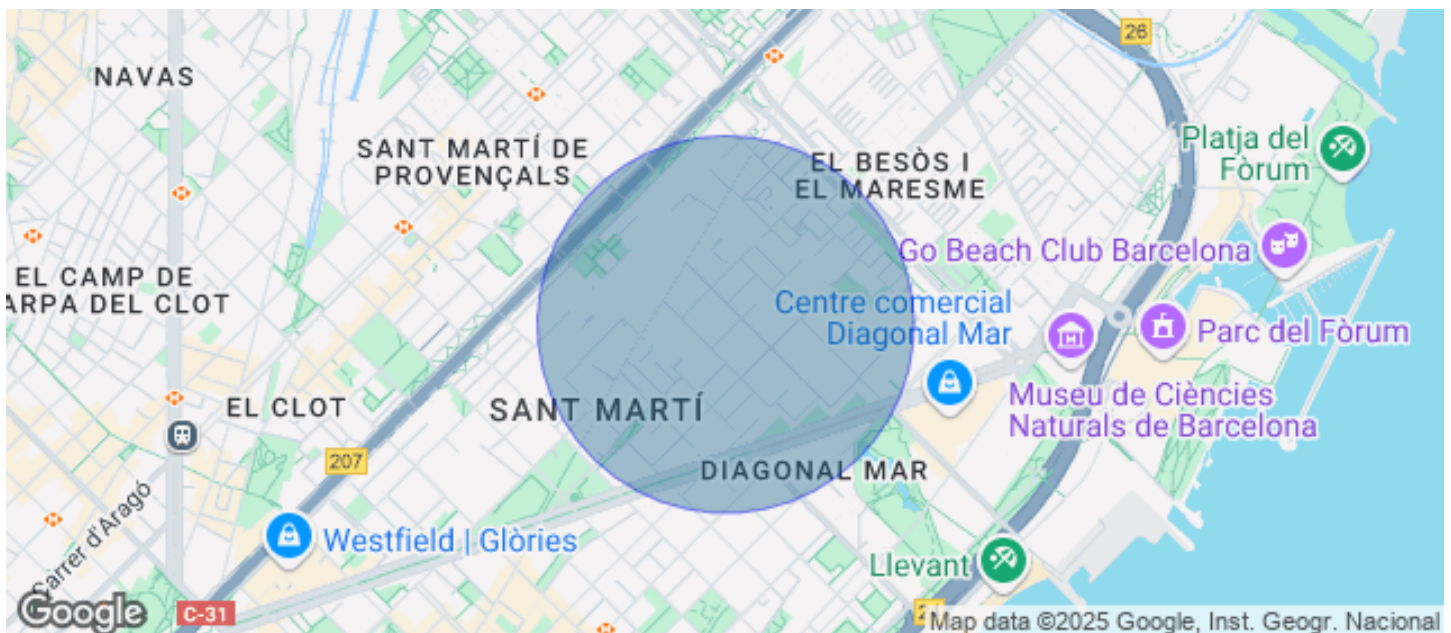 NAVAS
26
SANT MARTÍ DE
PROVENÇALS
EL BESÒS I
EL MARESME
Platja del
Fòrum
Go Beach Club Barcelona
EL CAMP DE
ARPA DEL CLOT
Centre comercial
Diagonal Mar
Parc del Fòrum
Museu de Ciències
Naturals de Barcelona
EL CLOT
SANT MARTÍ
207
DIAGONAL MAR
Carrer d'Aragó
Westfield | Glòries
Llevant
Google
C-31
Map data ©2025 Google, Inst. Geogr. Nacional